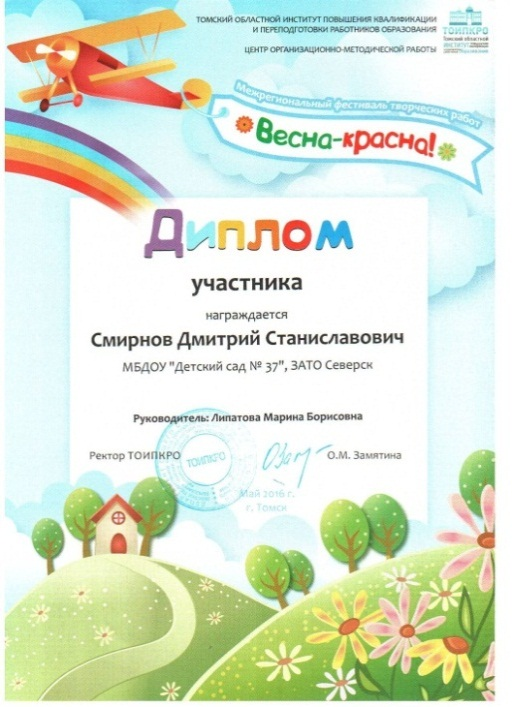 ТОМСКИЙ ОБЛАСТНОЙ ИНСТИТУТ ПОВЫШЕНИЯ КВАЛИФИКАЦИИ
И ПЕРЕПОДГОТОВКИ РАБОТНИКОВ ОБРАЗОВАНИЯ
ЦЕНТР ОРГАНИЗАЦИОННО-МЕТОДИЧЕСКОЙ РАБОТЫ
ТОИПКРО
Томский областной
ИНСТИТУТ
Межрегиональный фестиваль творческих работ
Весна-красна!
Диплом
участника
награждается
Смирнов Дмитрий Станиславович
МБДОУ "Детский сад № 37", ЗАТО Северск
Руководитель: Липатова Марина Борисовна
Ректор ТОИПКРО
ТОИПКРО
О.М. Замятина
Май 2016 г.
г. Томск